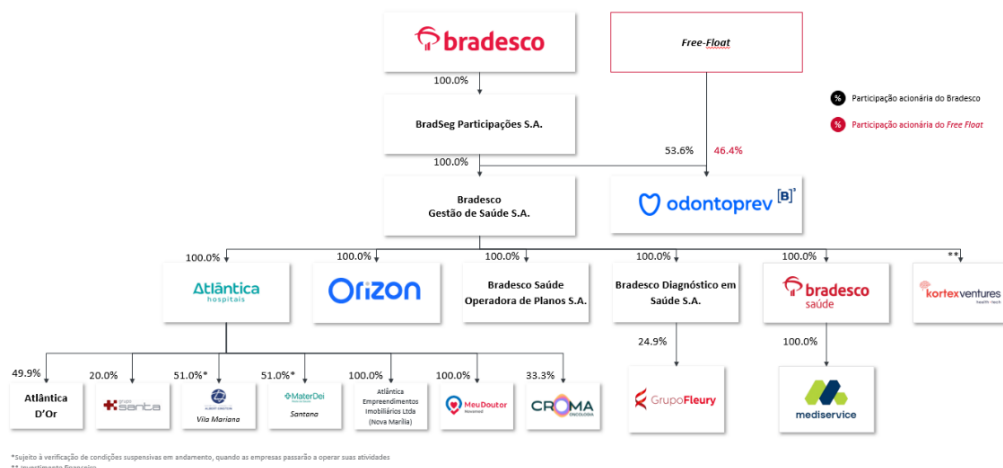 bradesco
Free-Float
100.0%
% Participação acionária do Bradesco
BradSeg Participações S.A.
% Participação acionária do Free Float
53.6% 46.4%
100.0%
Bradesco
Gestão de Saúde S.A.
odontoprev [B]³
100.0% 100.0% 100.0% 100.0% 100.0% **
Atlântica
hospitais
Orizon
Bradesco Saúde
Operadora de Planos S.A.
Bradesco Diagnóstico em
Saúde S.A.
bradesco
saúde
kortexventures
24.9% 100.0%
49.9% 20.0% 51.0%* 51.0%* 100.0% 100.0% 33.3%
Atlântica
D'Or
grupo
santa
Vila Mariana
MaterDei
Santana
Atlântica
Empreendimentos
Imobiliários Ltda
(Nova Marília)
MeuDoutor
CROMA
ONCOLOGIA
GrupoFleury
mediservice
*Sujeito à verificação de condições suspensivas em andamento, quando as empresas passarão a operar suas atividades
** Investimento financeiro